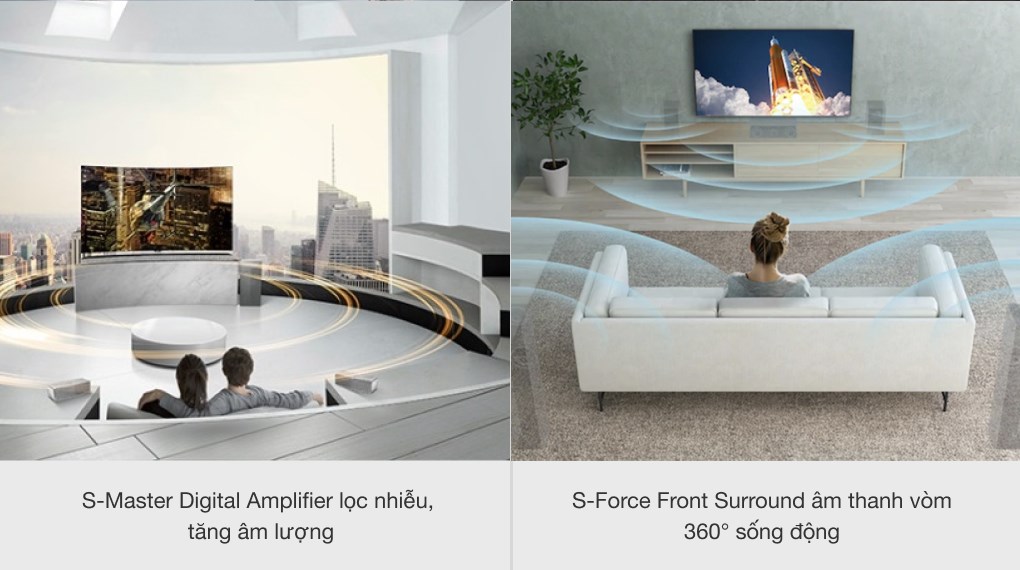 S-Master Digital Amplifier lọc nhiễu,
tăng âm lượng
S-Force Front Surround âm thanh vòm
360° sống động